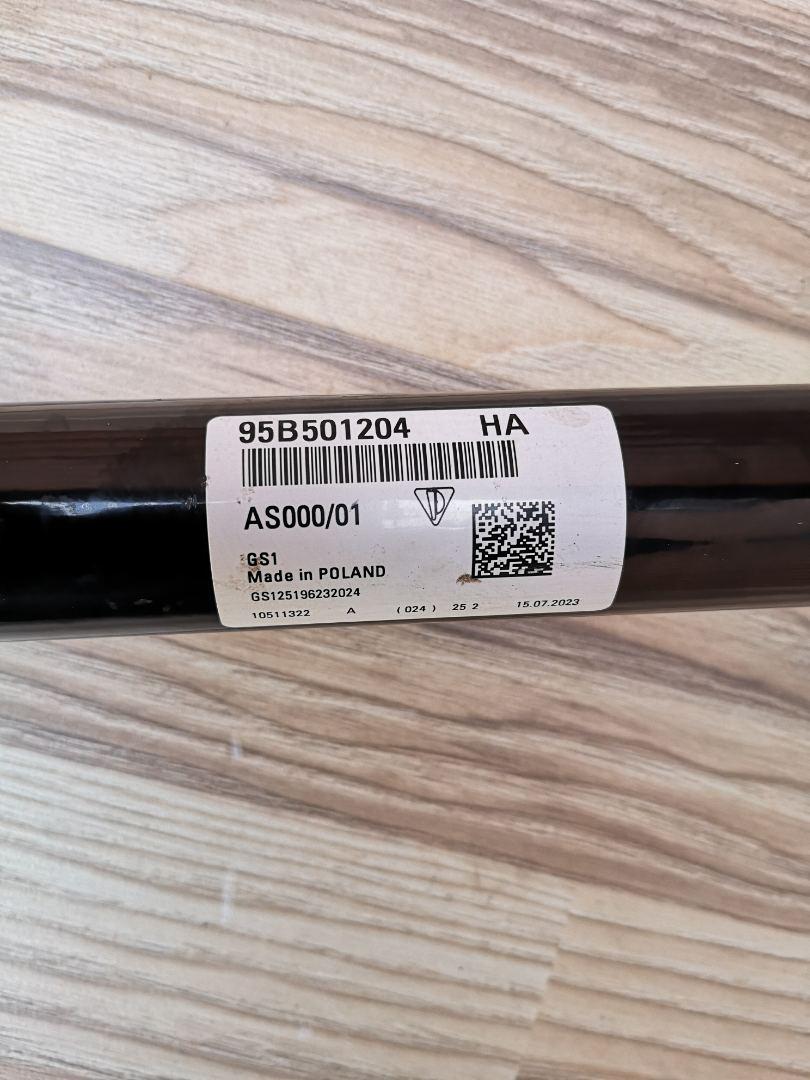 95B501204 HA
AS000/01
GS1
Made in POLAND
GS125196232024
10511322 A (024) 25 2 15.07.2023